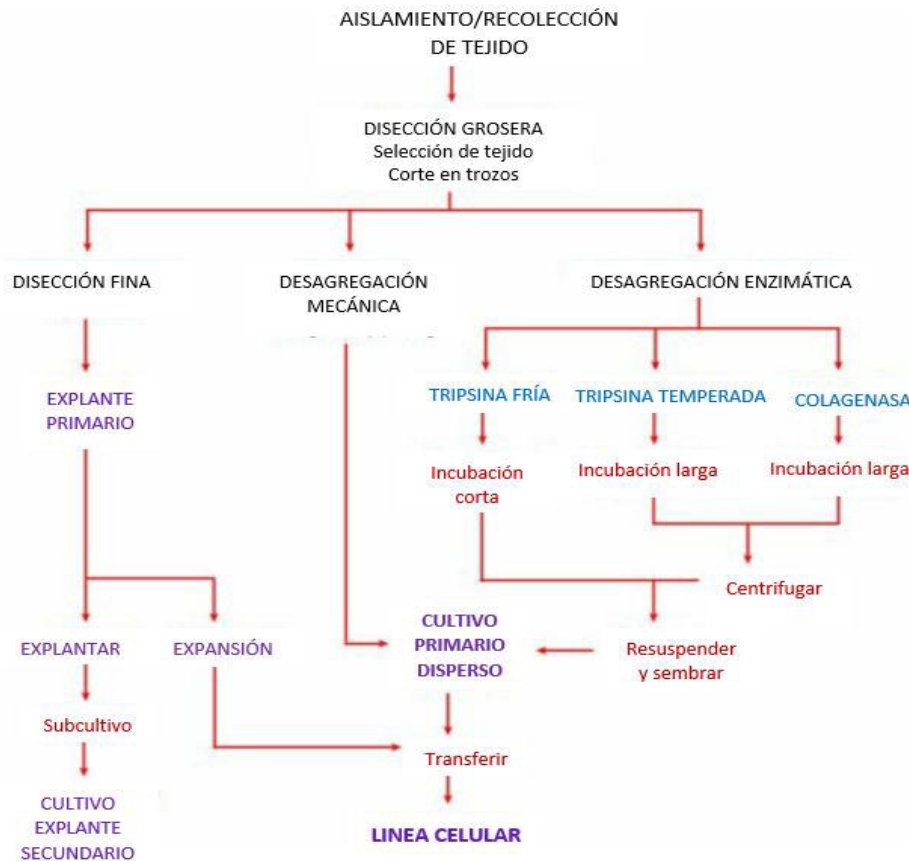 AISLAMIENTO/RECOLECCIÓN
DE TEJIDO
DISECCIÓN GROSERA
Selección de tejido
Corte en trozos
DISECCIÓN FINA
DESAGREGACIÓN
MECÁNICA
DESAGREGACIÓN ENZIMÁTICA
EXPLANTE
PRIMARIO
TRIPSINA FRÍA
TRIPSINA TEMPERADA
COLAGENASA
Incubación
corta
Incubación larga
Incubación larga
Centrifugar
EXPLANTAR
EXPANSIÓN
CULTIVO
PRIMARIO
DISPERSO
Resuspender
y sembrar
Subcultivo
Transferir
CULTIVO
EXPLANTE
SECUNDARIO
LINEA CELULAR